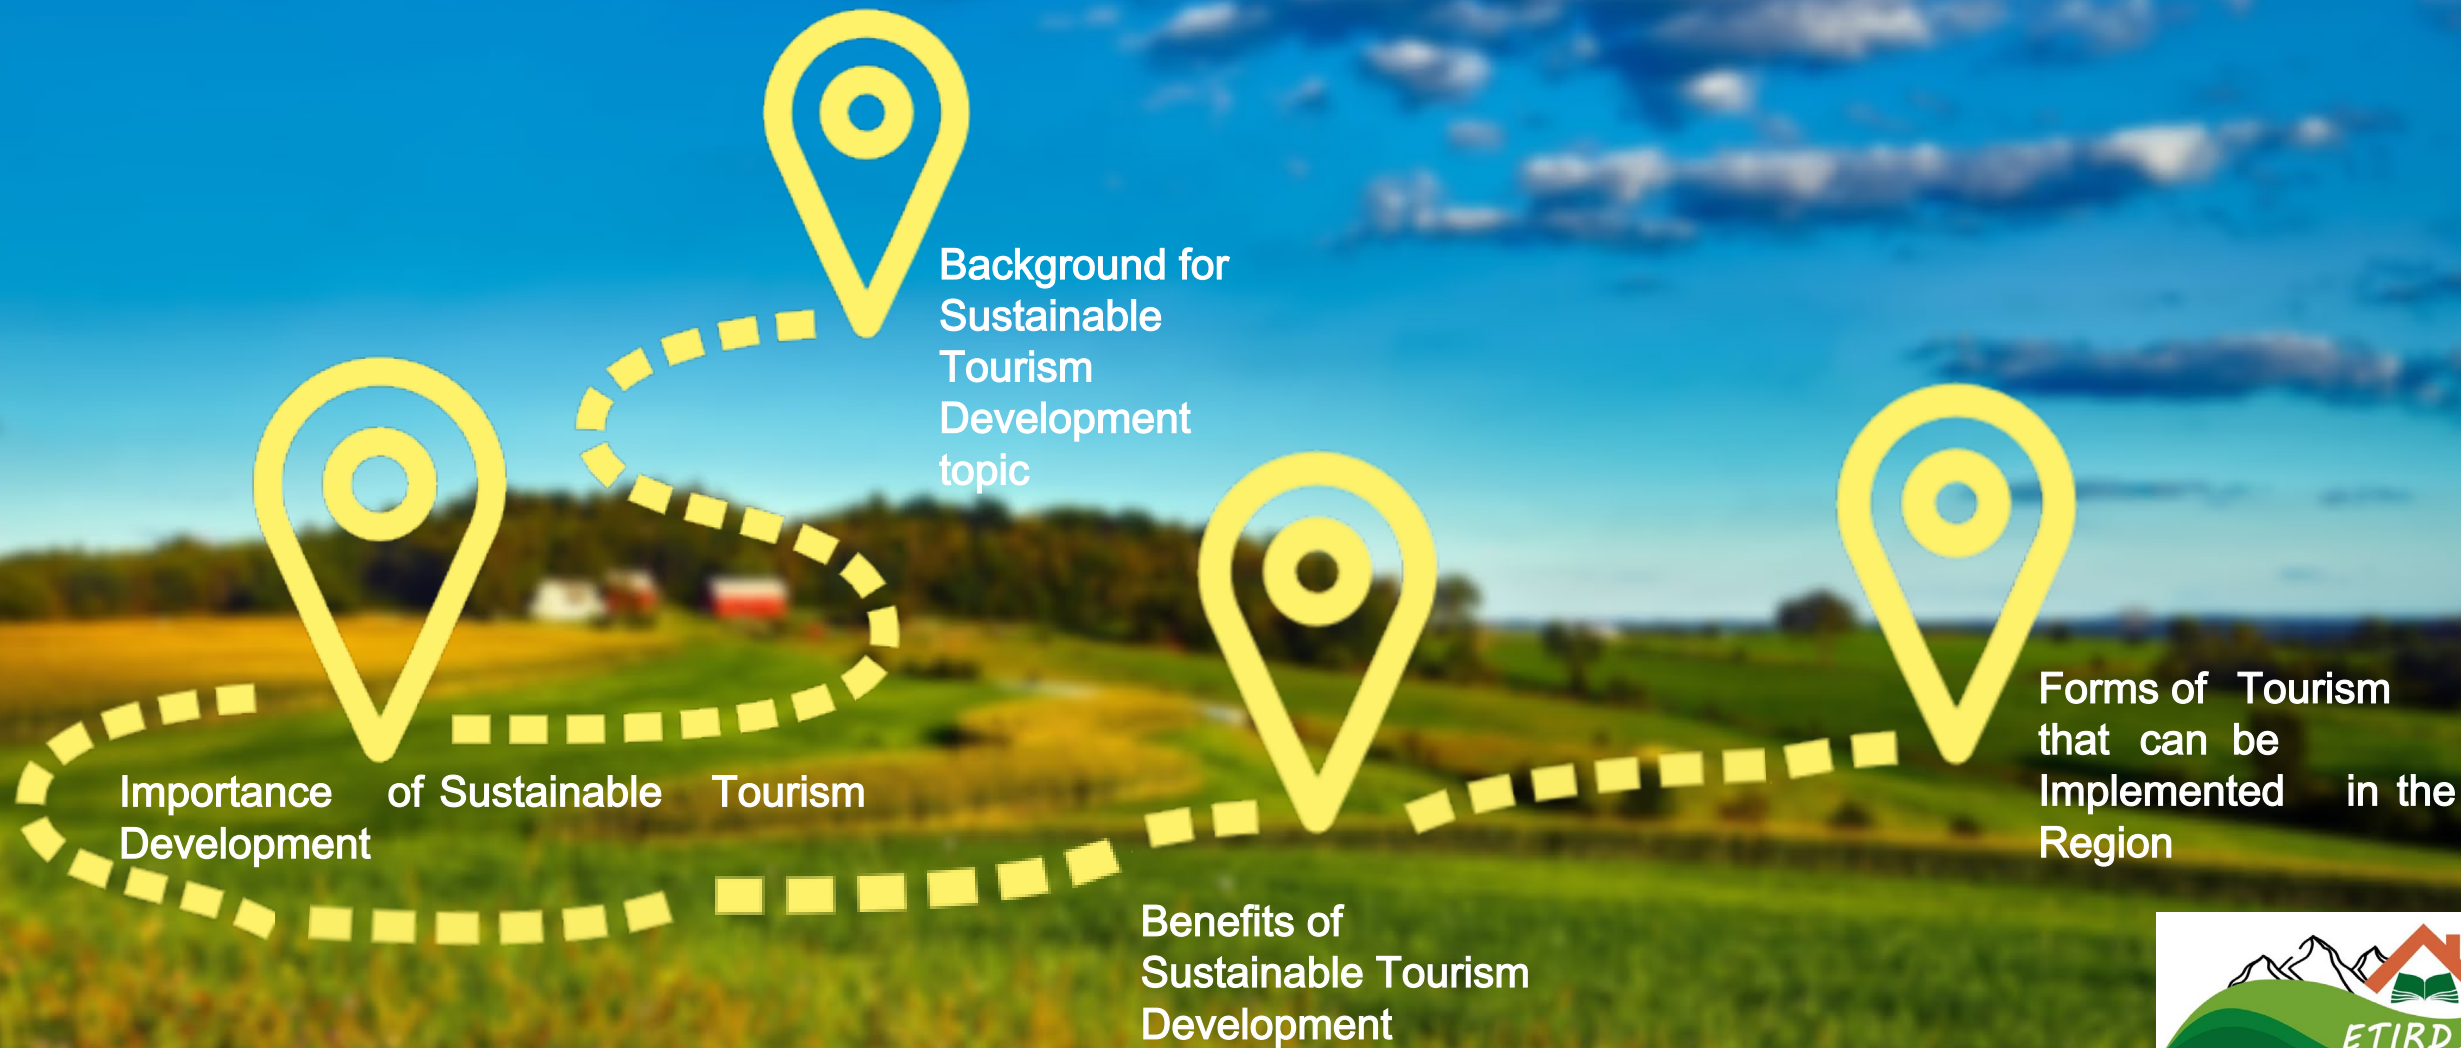 Background for
Sustainable
Tourism
Development
topic
Importance of Sustainable Tourism
Development
Benefits of
Sustainable Tourism
Development
Forms of Tourism
that can be
Implemented in the
Region
ETIRD